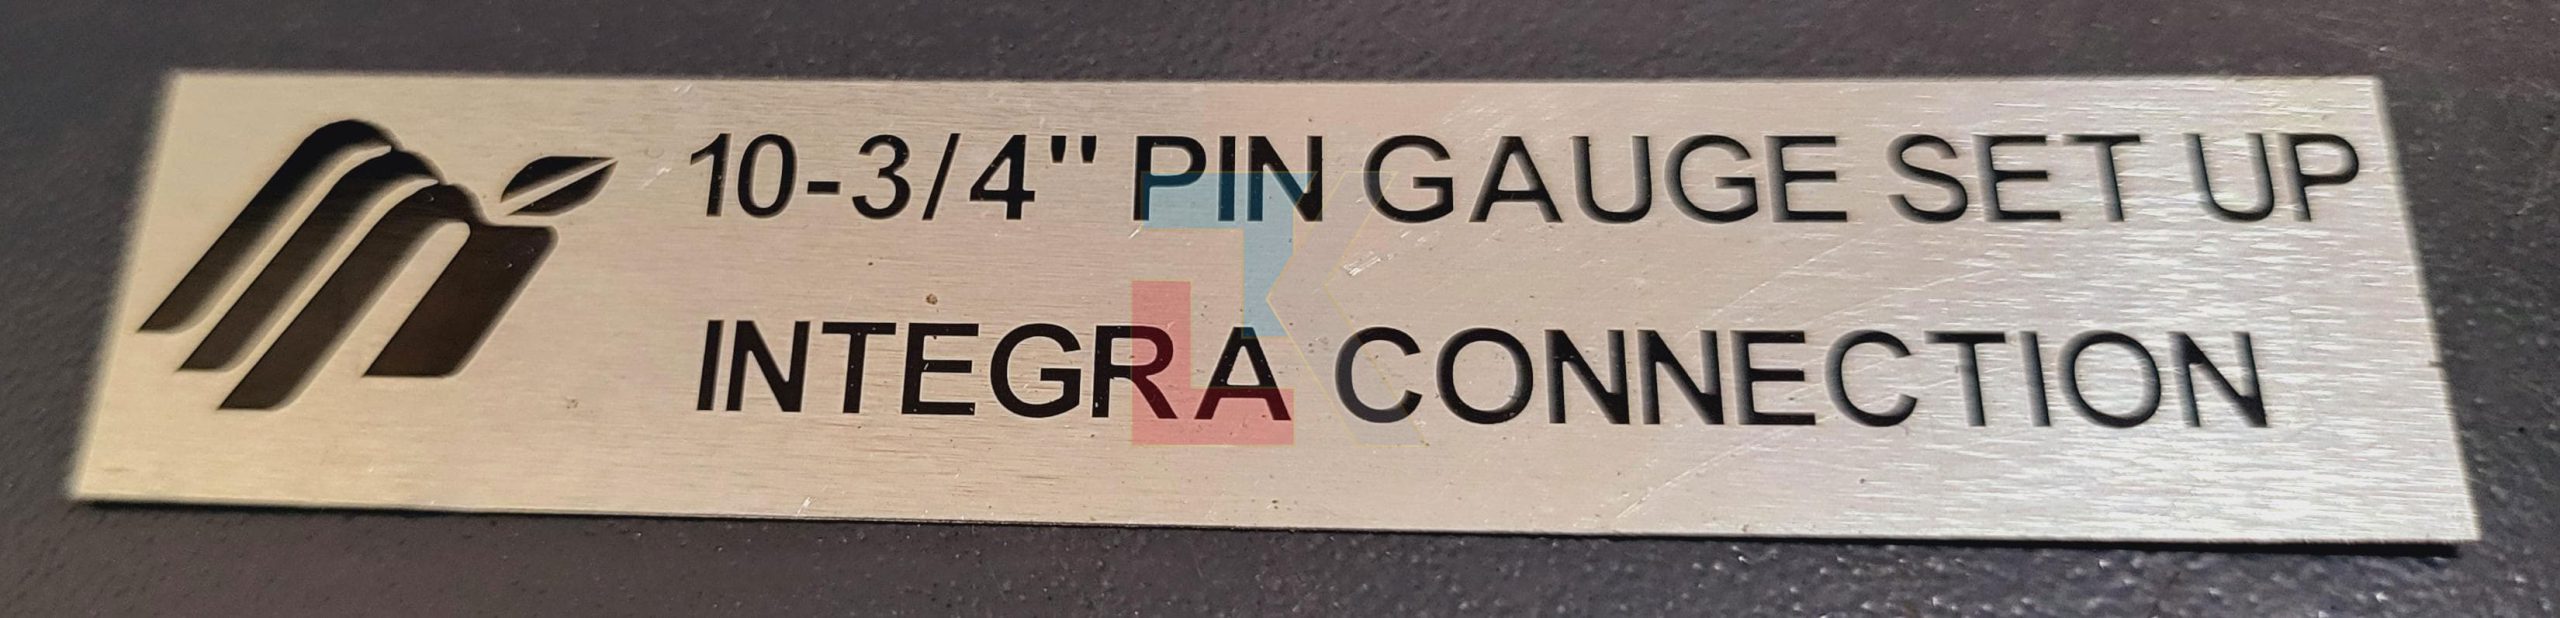 10-3/4" PIN GAUGE SET UP
INTEGRA CONNECTION